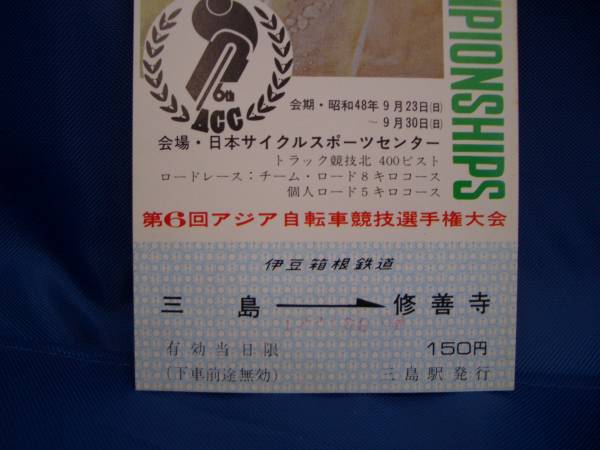 6th
ACC
MPIONSHIPS
会期・昭和48年9月23日(日)
～9月30日(日)
会場・日本サイクルスポーツセンター
トラック競技北 400ピスト
ロードレース：チーム・ロード8キロコース
個人ロード5キロコース
第6回アジア自転車競技選手権大会
伊豆箱根鉄道
三島 → 修善寺
有効当日限 150円
(下車前途無効) 三島駅発行